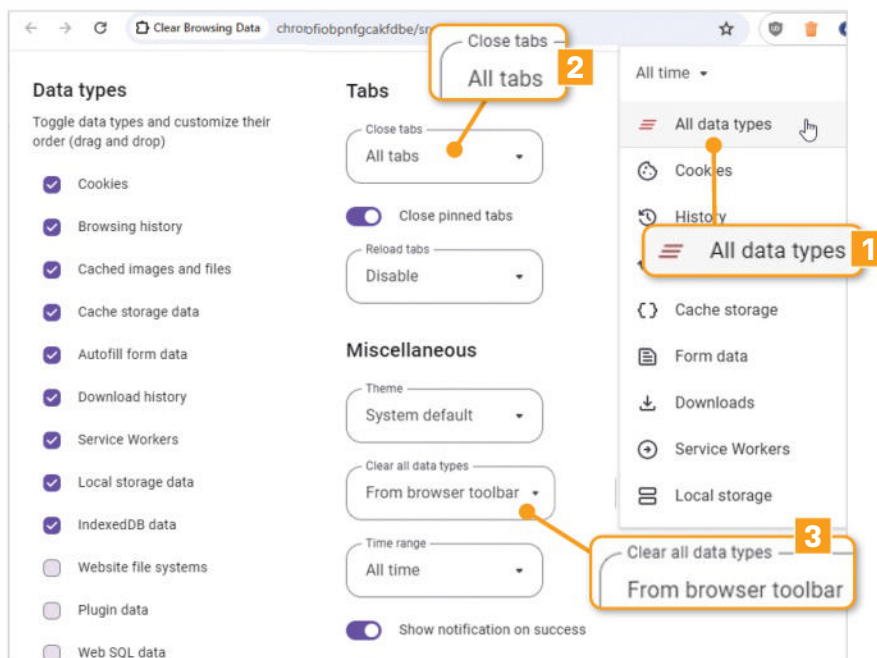 Clear Browsing Data
chro
fiobpnfgcakfdbe/sr
Close tabs
All tabs
2
Data types
Toggle data types and customize their
order (drag and drop)
Cookies
Browsing history
Cached images and files
Cache storage data
Autofill form data
Download history
Service Workers
Local storage data
IndexedDB data
Website file systems
Plugin data
Web SQL data
Tabs
Close tabs
All tabs
Close pinned tabs
Reload tabs
Disable
Miscellaneous
Theme
System default
Clear all data types
From browser toolbar
Time range
All time
Show notification on success
All time
All data types
Cookies
History
All data types
1
Cache storage
Form data
Downloads
Service Workers
Local storage
3
Clear all data types
From browser toolbar